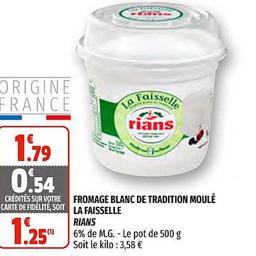 ORIGINE
FRANCE
La Faisselle
rians
1.79
0.54
CRÉDITÉS SUR VOTRE
CARTE DE FIDÉLITÉ, SOIT
1.25(1)
FROMAGE BLANC DE TRADITION MOULÉ
LA FAISSELLE
RIANS
6% de M.G. - Le pot de 500 g
Soit le kilo : 3,58 €